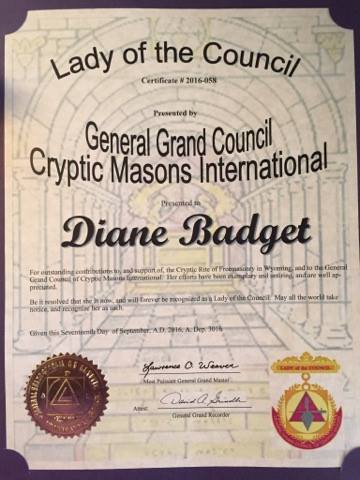 Lady of the Council
Certificate # 2016-058
Presented by
General Grand Council
Cryptic Masons International
Presented to
Diane Badget
For outstanding contributions to, and support of, the Cryptic Rite of Freemasonry in Wyoming, and to the General
Grand Council of Cryptic Masons International. Her efforts have been exemplary and untiring, and are well ap-
preciated.
Be it resolved that she is now, and will forever be recognized as a Lady of the Council. May all the world take
notice, and recognize her as such.
Given this Seventeenth Day of September, A.D. 2016, A. Dep. 3016
Lawrence O. Weaver
Most Puissant General Grand Master
Attest: David A. Grindle
General Grand Recorder
LADY of the COUNCIL